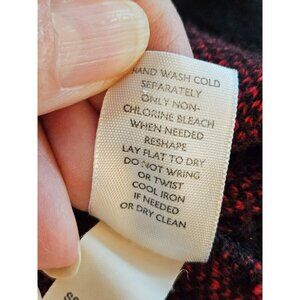 HAND WASH COLD
SEPARATELY
ONLY NON-
CHLORINE BLEACH
WHEN NEEDED
RESHAPE
LAY FLAT TO DRY
DO NOT WRING
OR TWIST
COOL IRON
IF NEEDED
OR DRY CLEAN